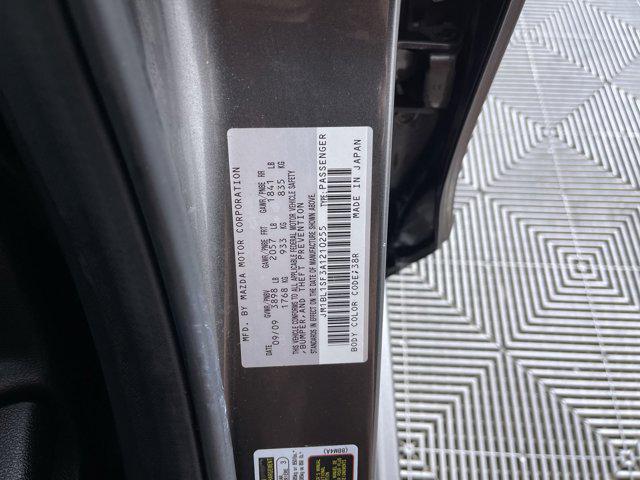 MFD. BY MAZDA MOTOR CORPORATION
DATE GVWR/PNBV GAWR/PNBE FRT GAWR/PNBE RR
09/09 3898 LB 2057 LB 1841 LB
1768 KG 933 KG 835 KG
THIS VEHICLE CONFORMS TO ALL APPLICABLE FEDERAL MOTOR VEHICLE SAFETY
,BUMPER,AND THEFT PREVENTION
STANDARDS IN EFFECT ON THE DATE OF MANUFACTURE SHOWN ABOVE.
JM1BL1SF3A1210255 TYPE:PASSENGER
BODY COLOR CODE:38R MADE IN JAPAN
(BBM4A)